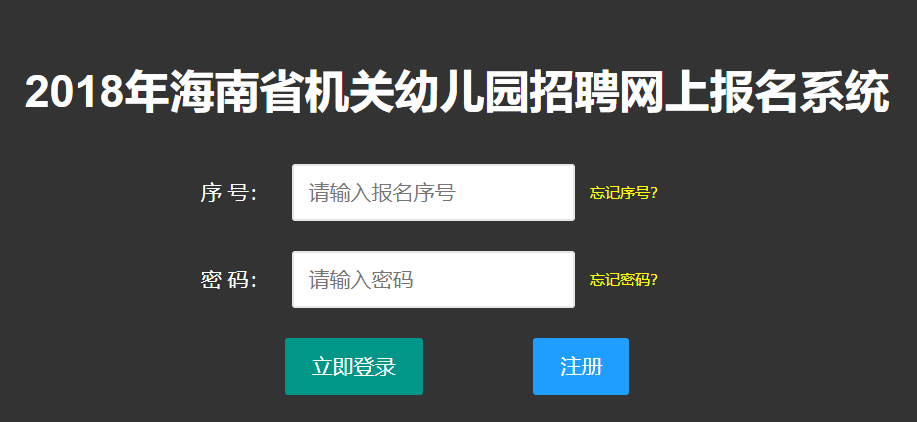 2018年海南省机关幼儿园招聘网上报名系统
序 号： 请输入报名序号 忘记序号?
密 码： 请输入密码 忘记密码?
立即登录 注册